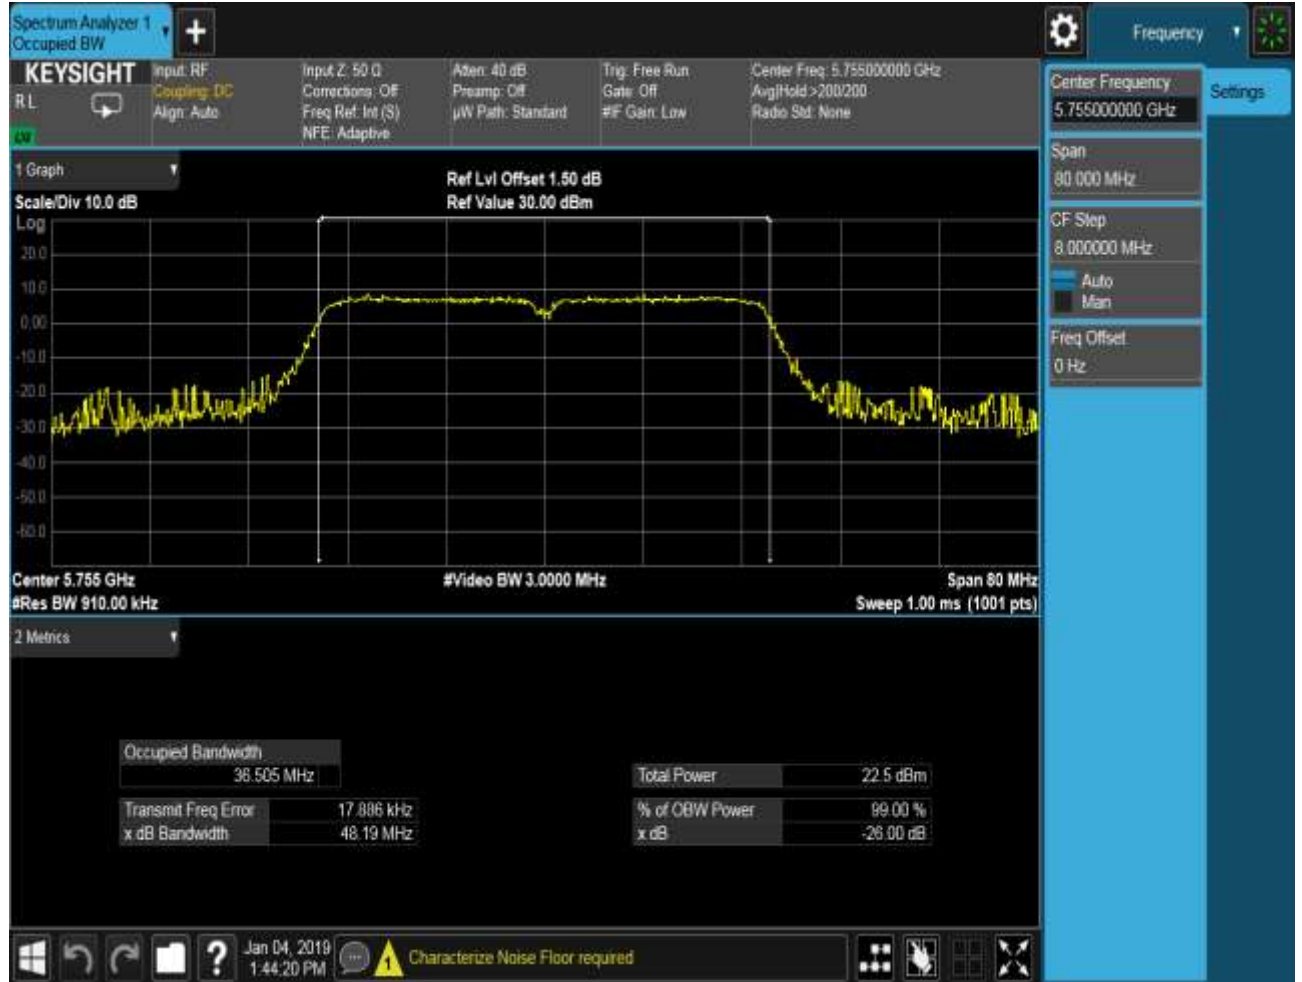 Spectrum Analyzer 1
Occupied BW
+
Frequency
KEYSIGHT
R L
Input: RF
Coupling: DC
Align: Auto
Input Z: 50 Ω
Corrections: Off
Freq Ref: Int (S)
NFE: Adaptive
Atten: 40 dB
Preamp: Off
µW Path: Standard
Trig: Free Run
Gate: Off
#IF Gain: Low
Center Freq: 5.755000000 GHz
Avg|Hold:>200/200
Radio Std: None
Center Frequency
5.755000000 GHz
Settings
Span
80.000 MHz
CF Step
8.000000 MHz
Auto
Man
Freq Offset
0 Hz
1 Graph
Scale/Div 10.0 dB
Ref Lvl Offset 1.50 dB
Ref Value 30.00 dBm
Log
20.0
10.0
0.00
-10.0
-20.0
-30.0
-40.0
-50.0
-60.0
Center 5.755 GHz
#Video BW 3.0000 MHz
Span 80 MHz
#Res BW 910.00 kHz
Sweep 1.00 ms (1001 pts)
2 Metrics
Occupied Bandwidth
36.505 MHz
Total Power 22.5 dBm
Transmit Freq Error 17.886 kHz
% of OBW Power 99.00 %
x dB Bandwidth 48.19 MHz
x dB -26.00 dB
?
Jan 04, 2019
1:44:20 PM
1
Characterize Noise Floor required